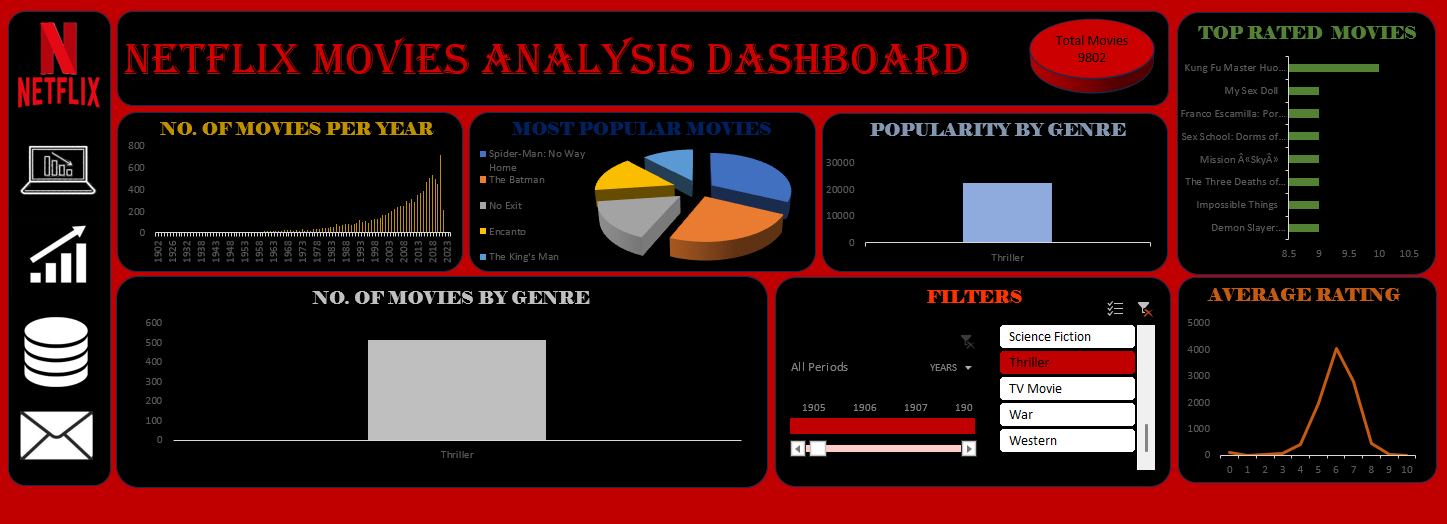 NETFLIX
NETFLIX MOVIES ANALYSIS DASHBOARD
Total Movies
9802
TOP RATED MOVIES
Kung Fu Master Huo...
My Sex Doll
Franco Escamilla: Por...
Sex School: Dorms of...
Mission Â«SkyÂ»
The Three Deaths of...
Impossible Things
Demon Slayer:...
8.5 9 9.5 10 10.5
NO. OF MOVIES PER YEAR
800
600
400
200
0
1902 1926 1932 1938 1943 1948 1953 1958 1963 1968 1973 1978 1983 1988 1993 1998 2003 2008 2013 2018 2023
MOST POPULAR MOVIES
Spider-Man: No Way
Home
The Batman
No Exit
Encanto
The King's Man
POPULARITY BY GENRE
30000
20000
10000
0
Thriller
NO. OF MOVIES BY GENRE
600
500
400
300
200
100
0
Thriller
FILTERS
All Periods YEARS
1905 1906 1907 190
Science Fiction
Thriller
TV Movie
War
Western
AVERAGE RATING
5000
4000
3000
2000
1000
0
0 1 2 3 4 5 6 7 8 9 10